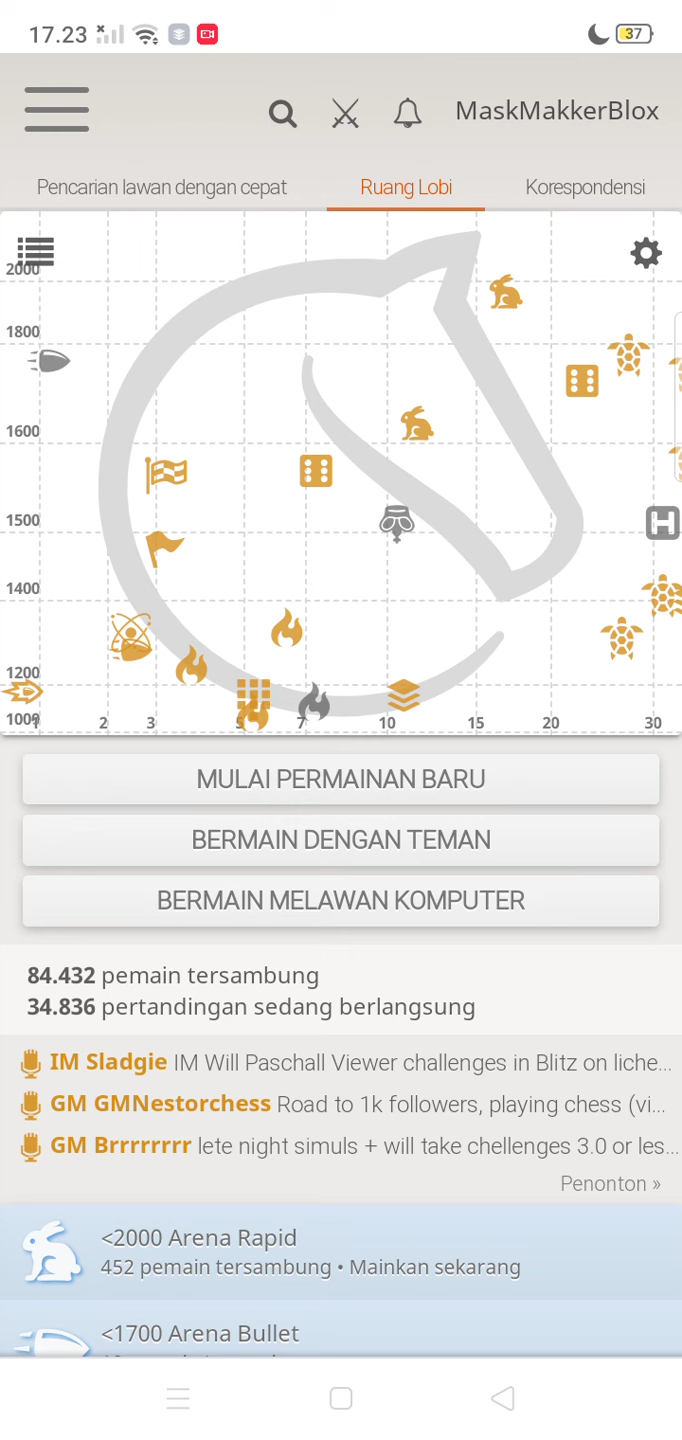 17.23
37
MaskMakkerBlox
Pencarian lawan dengan cepat
Ruang Lobi
Korespondensi
2000
1800
1600
1500
H
1400
1200
1000
1 2 3 5 7 10 15 20 30
MULAI PERMAINAN BARU
BERMAIN DENGAN TEMAN
BERMAIN MELAWAN KOMPUTER
84.432 pemain tersambung
34.836 pertandingan sedang berlangsung
IM Sladgie IM Will Paschall Viewer challenges in Blitz on liche...
GM GMNestorchess Road to 1k followers, playing chess (vi...
GM Brrrrrrrr lete night simuls + will take chellenges 3.0 or les...
Penonton »
<2000 Arena Rapid
452 pemain tersambung • Mainkan sekarang
<1700 Arena Bullet